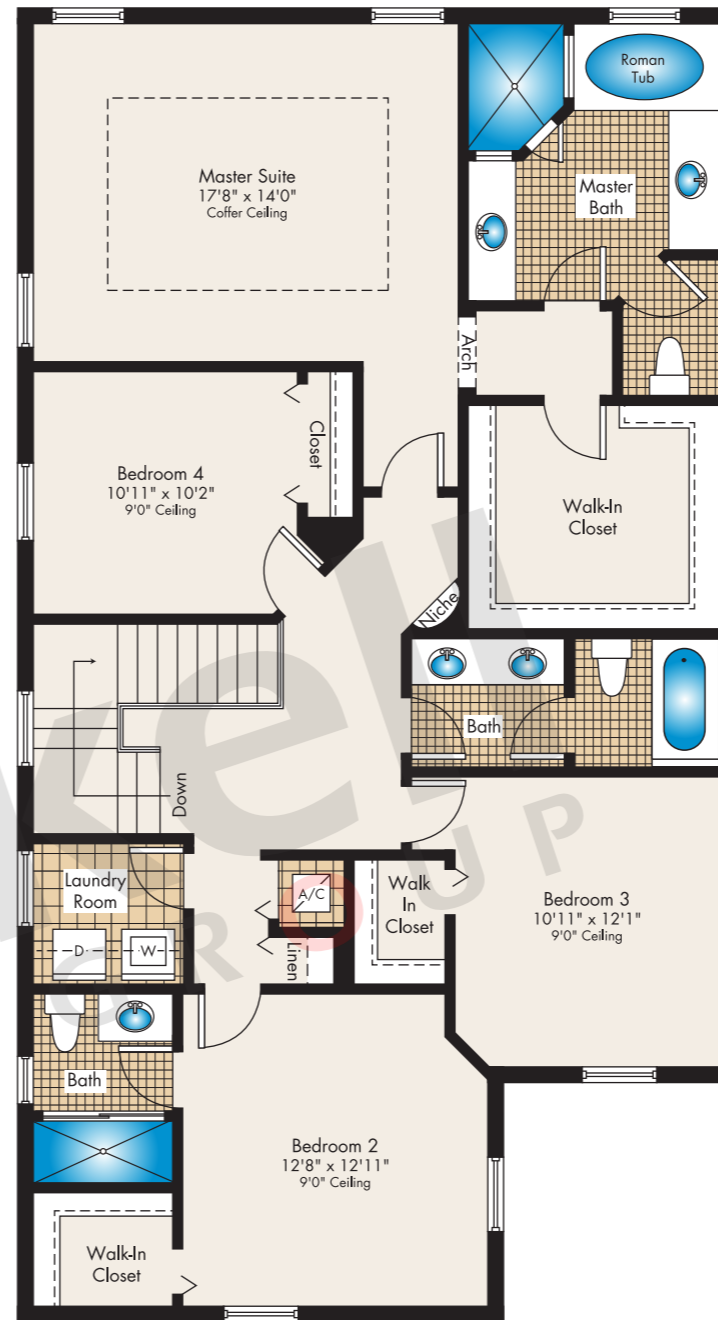 Roman
Tub
Master Suite
17'8" x 14'0"
Coffer Ceiling
Master
Bath
Arch
Closet
Bedroom 4
10'11" x 10'2"
9'0" Ceiling
Walk-In
Closet
Niche
Bath
Down
Laundry
Room
D
W
A/C
Linen
Walk
In
Closet
Bedroom 3
10'11" x 12'1"
9'0" Ceiling
Bath
Bedroom 2
12'8" x 12'11"
9'0" Ceiling
Walk-In
Closet
kell
GROUP